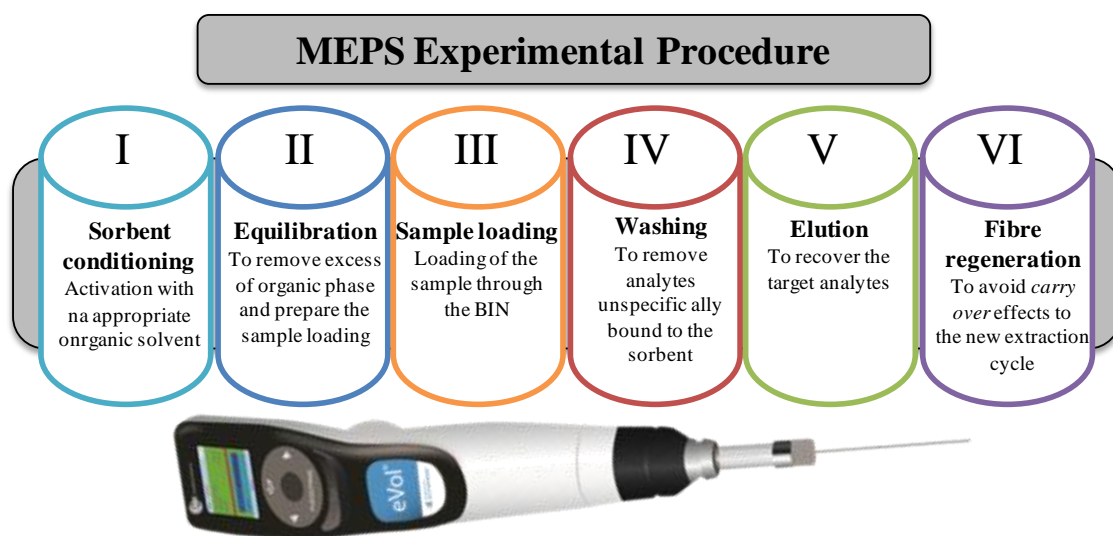 MEPS Experimental Procedure
I
Sorbent
conditioning
Activation with
na appropriate
onrganic solvent
II
Equilibration
To remove excess
of organic phase
and prepare the
sample loading
III
Sample loading
Loading of the
sample through
the BIN
IV
Washing
To remove
analytes
unspecific ally
bound to the
sorbent
V
Elution
To recover the
target analytes
VI
Fibre
regeneration
To avoid carry
over effects to
the new extraction
cycle
eVol®